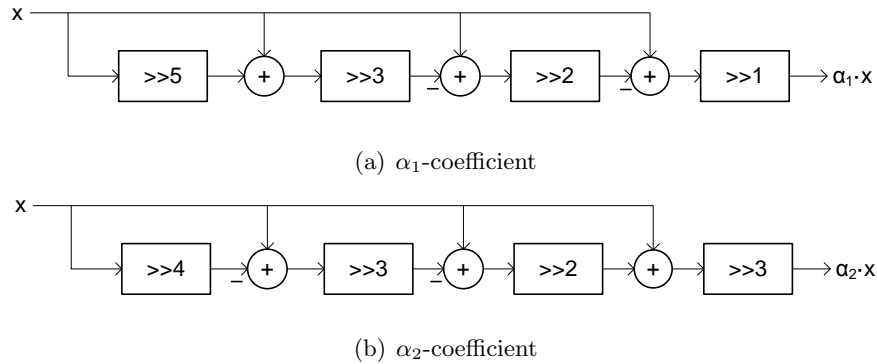 x
>>5 + >>3 − + >>2 − + >>1 α₁·x
(a) α₁-coefficient
x
>>4 − + >>3 − + >>2 + >>3 α₂·x
(b) α₂-coefficient